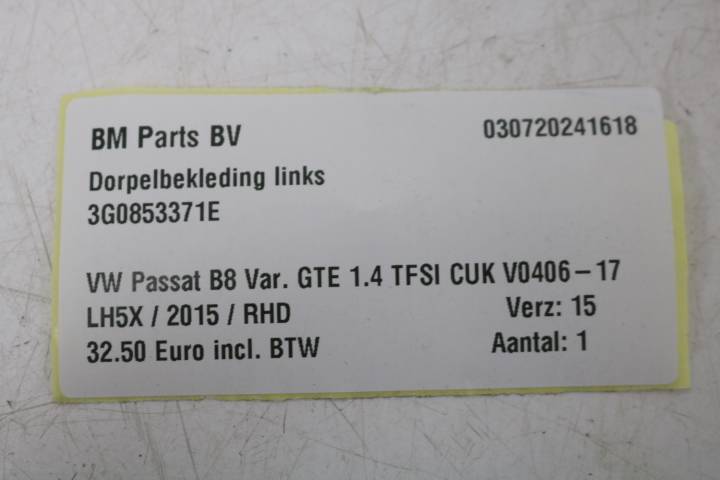 BM Parts BV 030720241618
Dorpelbekleding links
3G0853371E
VW Passat B8 Var. GTE 1.4 TFSI CUK V0406-17
LH5X / 2015 / RHD Verz: 15
32.50 Euro incl. BTW Aantal: 1